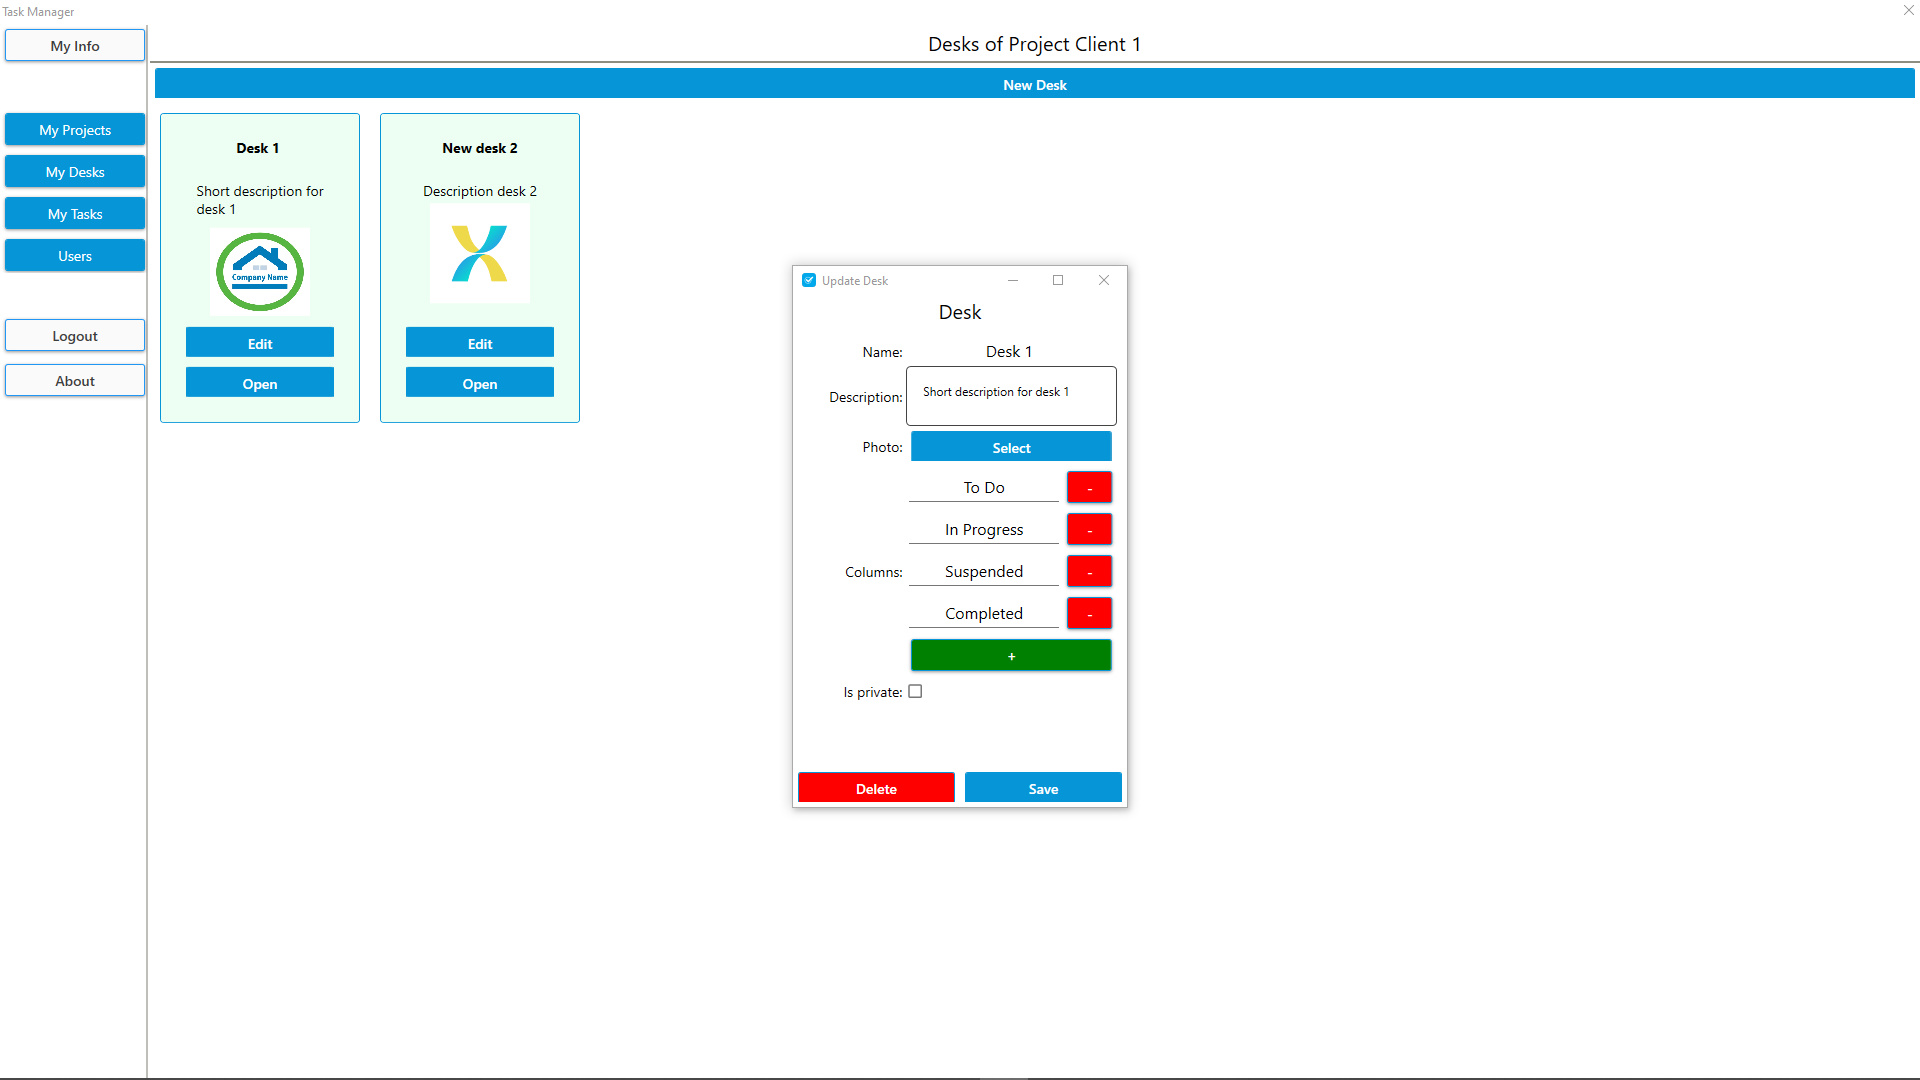 Task Manager
My Info
Desks of Project Client 1
New Desk
My Projects
My Desks
My Tasks
Users
Logout
About
Desk 1
Short description for
desk 1
Company Name
Edit
Open
New desk 2
Description desk 2
Edit
Open
Update Desk
Desk
Name: Desk 1
Description: Short description for desk 1
Photo: Select
To Do -
In Progress -
Columns: Suspended -
Completed -
+
Is private:
Delete Save